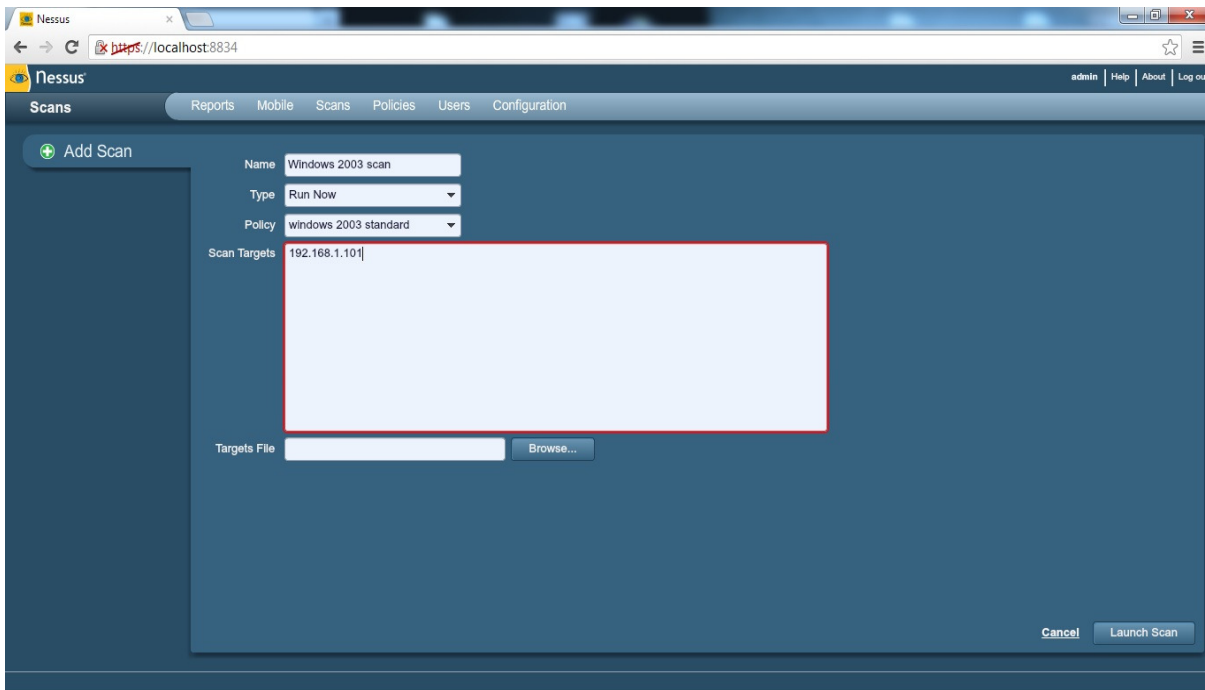 Nessus
https://localhost:8834
Nessus
admin | Help | About | Log ou
Scans
Reports Mobile Scans Policies Users Configuration
Add Scan
Name Windows 2003 scan
Type Run Now
Policy windows 2003 standard
Scan Targets 192.168.1.101
Targets File Browse...
Cancel Launch Scan